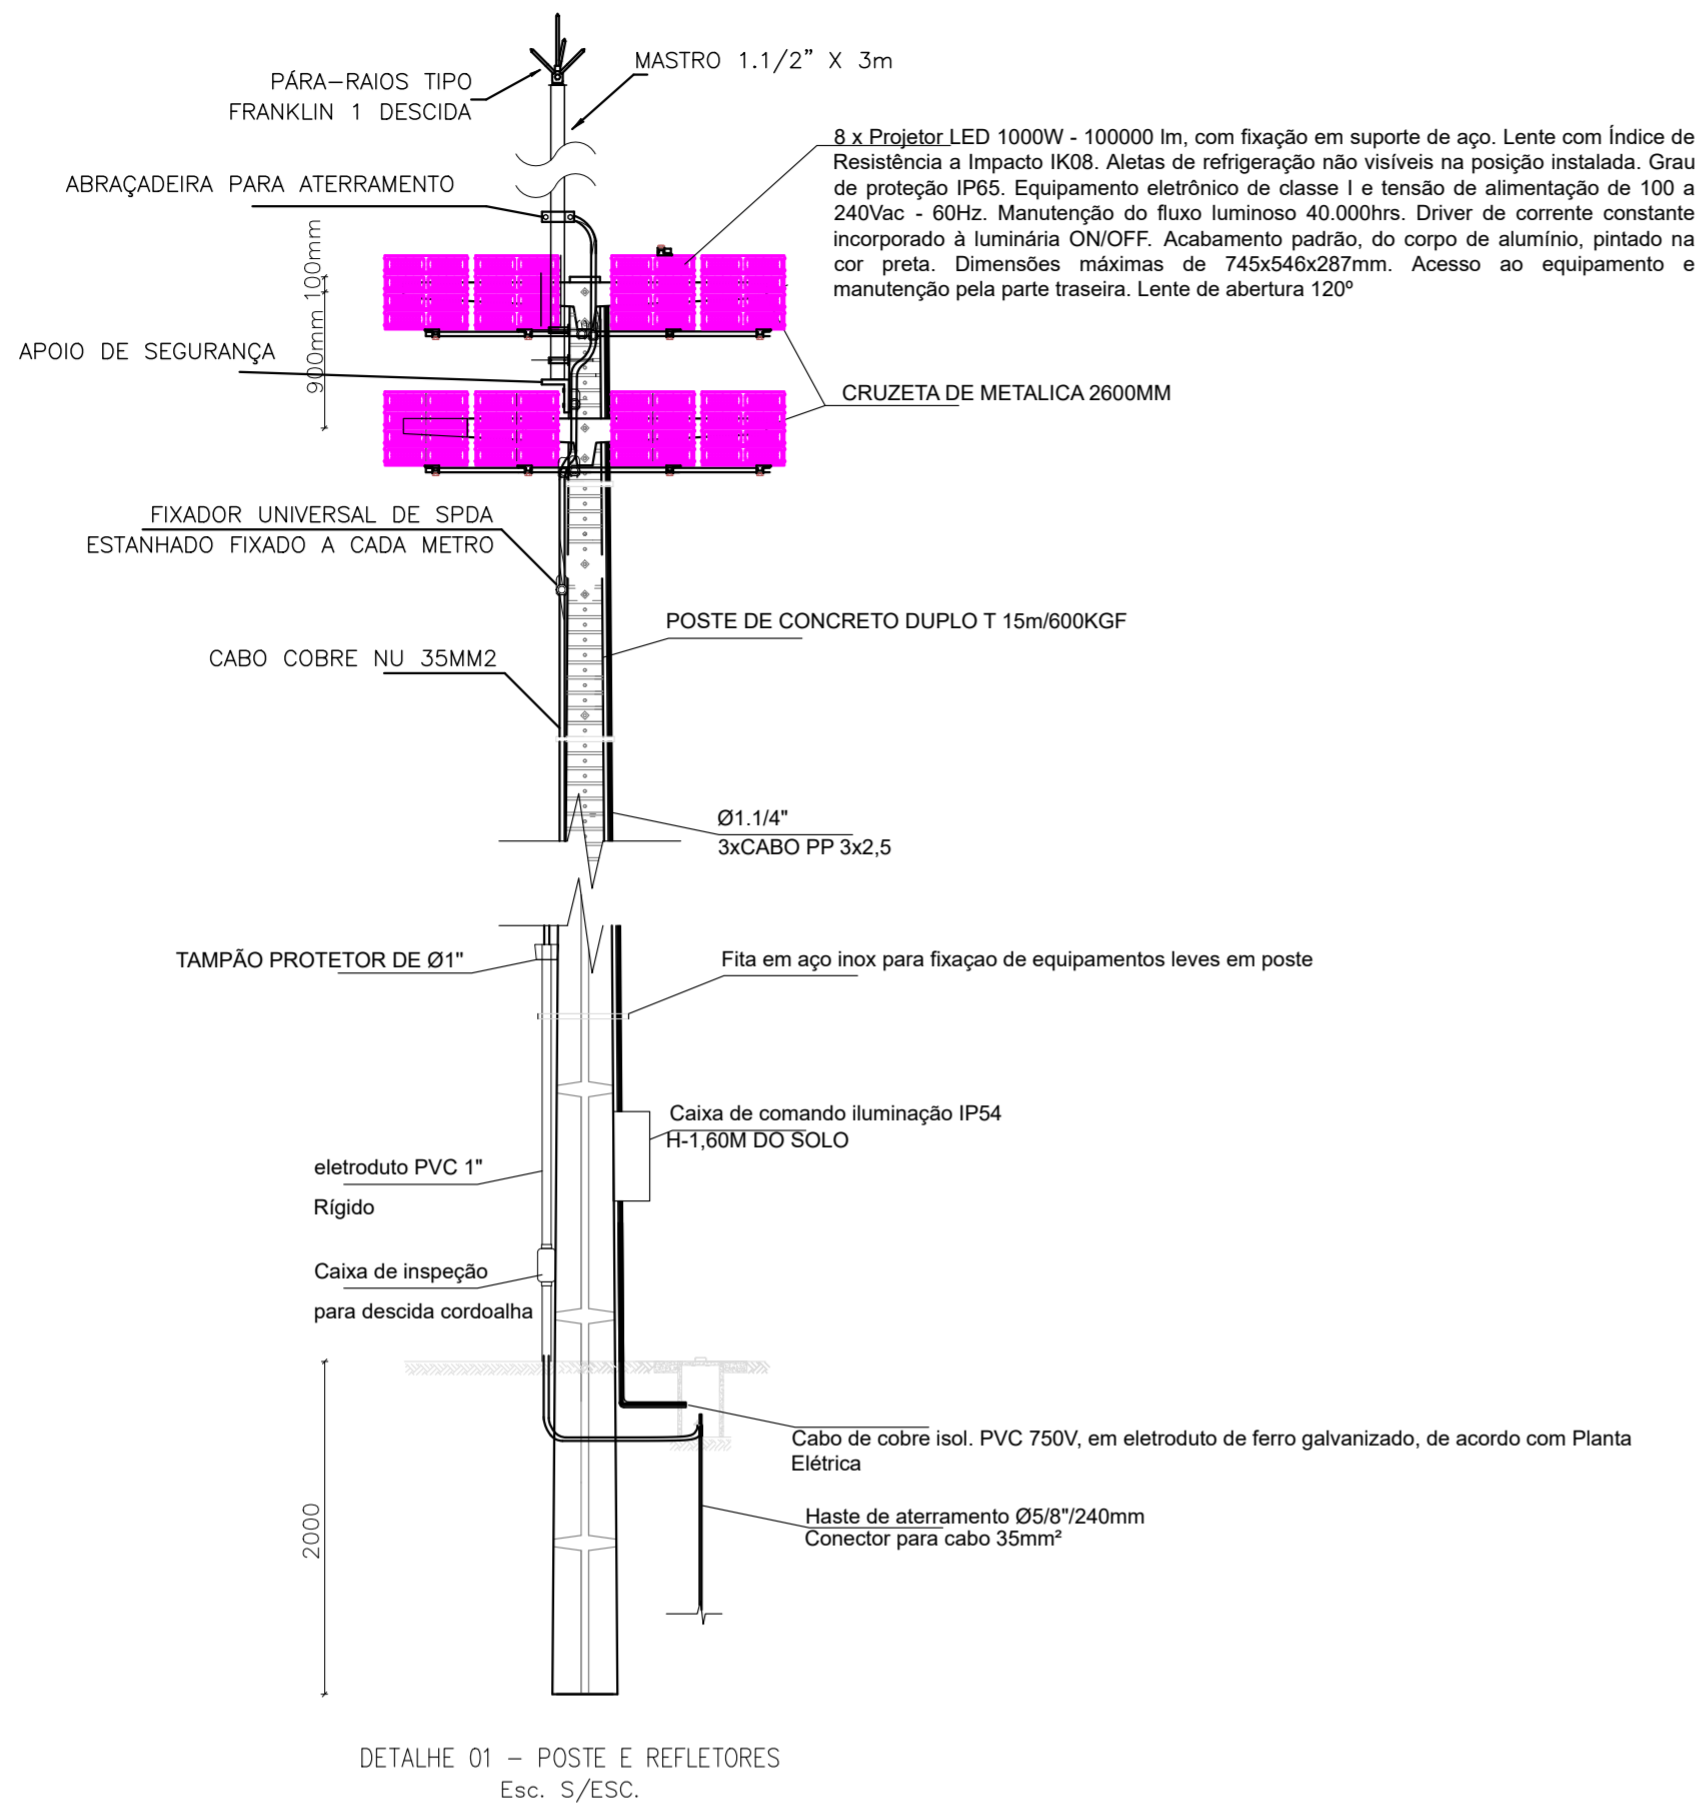 PÁRA-RAIOS TIPO
FRANKLIN 1 DESCIDA
MASTRO 1.1/2" X 3m
8 x Projetor LED 1000W - 100000 lm, com fixação em suporte de aço. Lente com Índice de
Resistência a Impacto IK08. Aletas de refrigeração não visíveis na posição instalada. Grau
de proteção IP65. Equipamento eletrônico de classe I e tensão de alimentação de 100 a
240Vac - 60Hz. Manutenção do fluxo luminoso 40.000hrs. Driver de corrente constante
incorporado à luminária ON/OFF. Acabamento padrão, do corpo de alumínio, pintado na
cor preta. Dimensões máximas de 745x546x287mm. Acesso ao equipamento e
manutenção pela parte traseira. Lente de abertura 120º
ABRAÇADEIRA PARA ATERRAMENTO
100mm
900mm
APOIO DE SEGURANÇA
CRUZETA DE METALICA 2600MM
FIXADOR UNIVERSAL DE SPDA
ESTANHADO FIXADO A CADA METRO
POSTE DE CONCRETO DUPLO T 15m/600KGF
CABO COBRE NU 35MM2
Ø1.1/4"
3xCABO PP 3x2,5
TAMPÃO PROTETOR DE Ø1"
Fita em aço inox para fixaçao de equipamentos leves em poste
Caixa de comando iluminação IP54
H-1,60M DO SOLO
eletroduto PVC 1"
Rígido
Caixa de inspeção
para descida cordoalha
Cabo de cobre isol. PVC 750V, em eletroduto de ferro galvanizado, de acordo com Planta
Elétrica
Haste de aterramento Ø5/8"/240mm
Conector para cabo 35mm²
2000
DETALHE 01 - POSTE E REFLETORES
Esc. S/ESC.